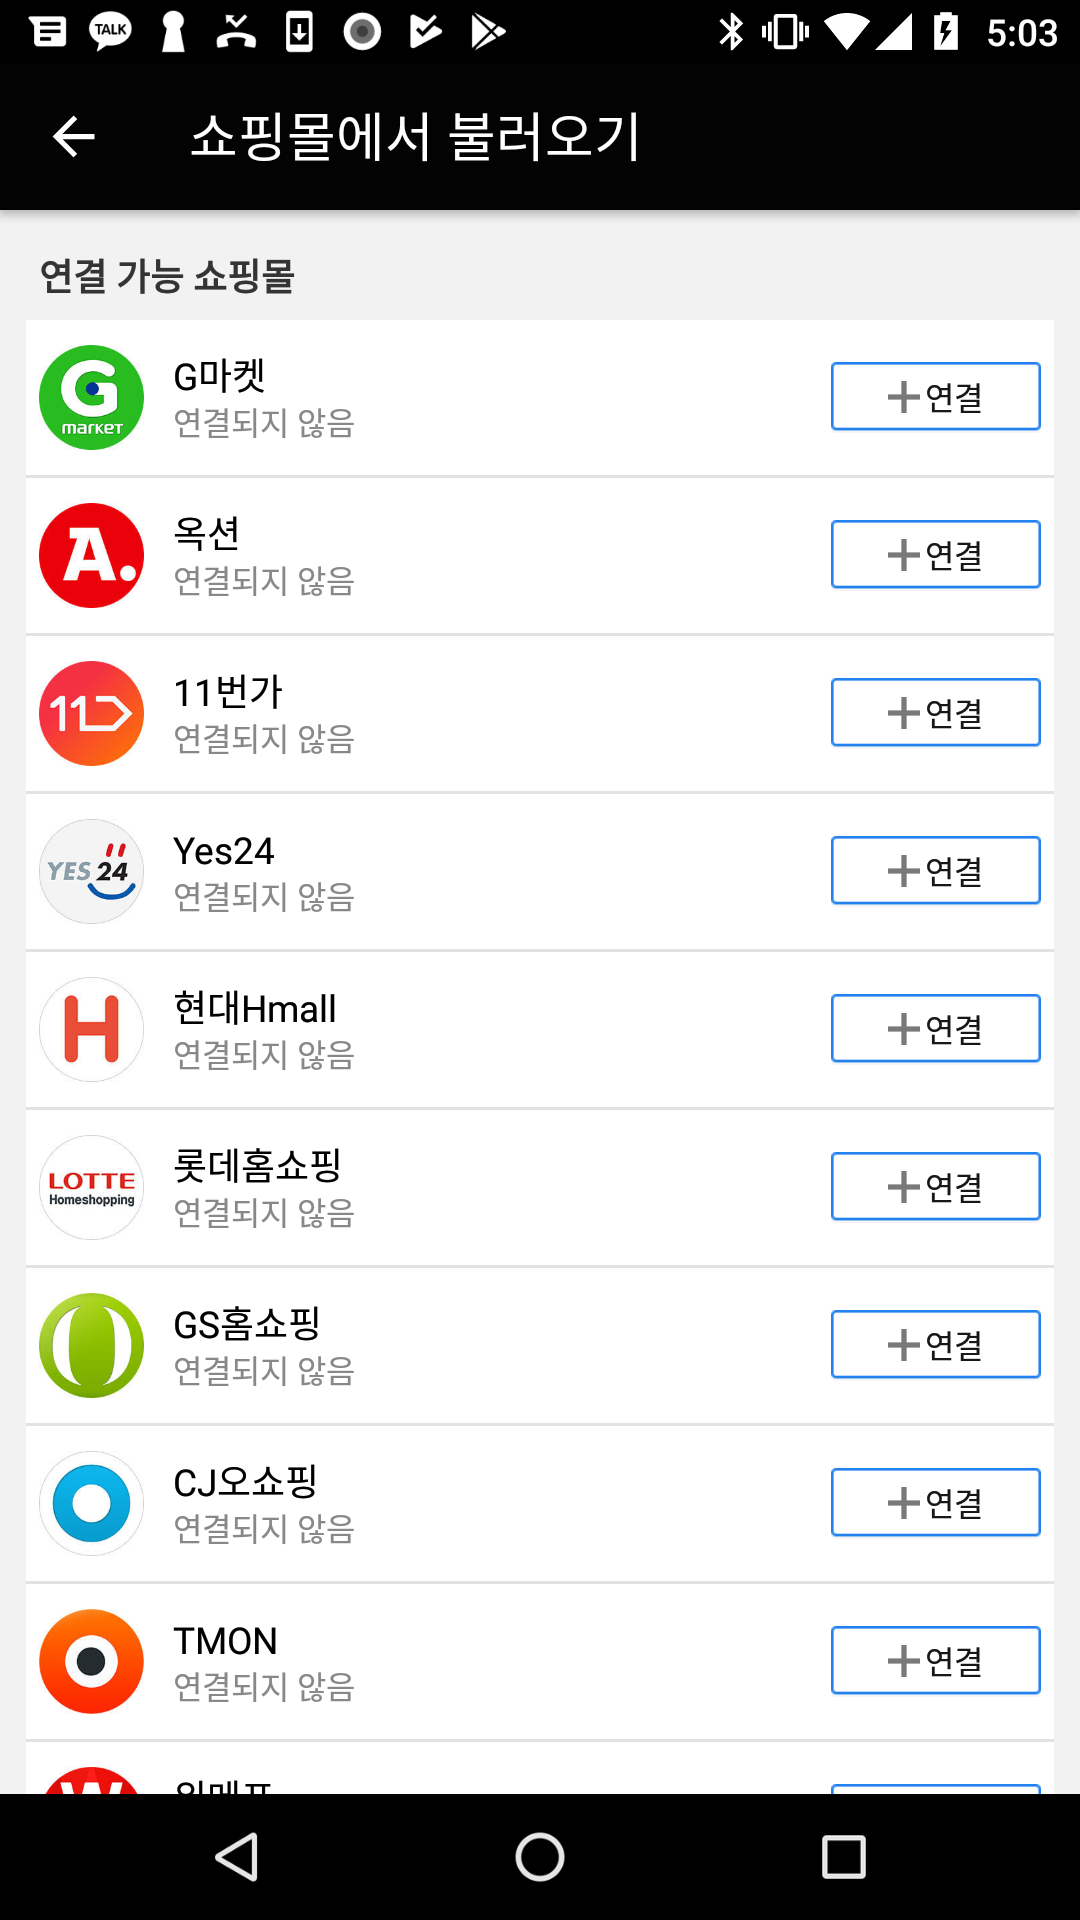 TALK
5:03
쇼핑몰에서 불러오기
연결 가능 쇼핑몰
G market
G마켓
연결되지 않음
+연결
A.
옥션
연결되지 않음
+연결
11
11번가
연결되지 않음
+연결
YES 24
Yes24
연결되지 않음
+연결
H
현대Hmall
연결되지 않음
+연결
LOTTE
Homeshopping
롯데홈쇼핑
연결되지 않음
+연결
GS홈쇼핑
연결되지 않음
+연결
CJ오쇼핑
연결되지 않음
+연결
TMON
연결되지 않음
+연결